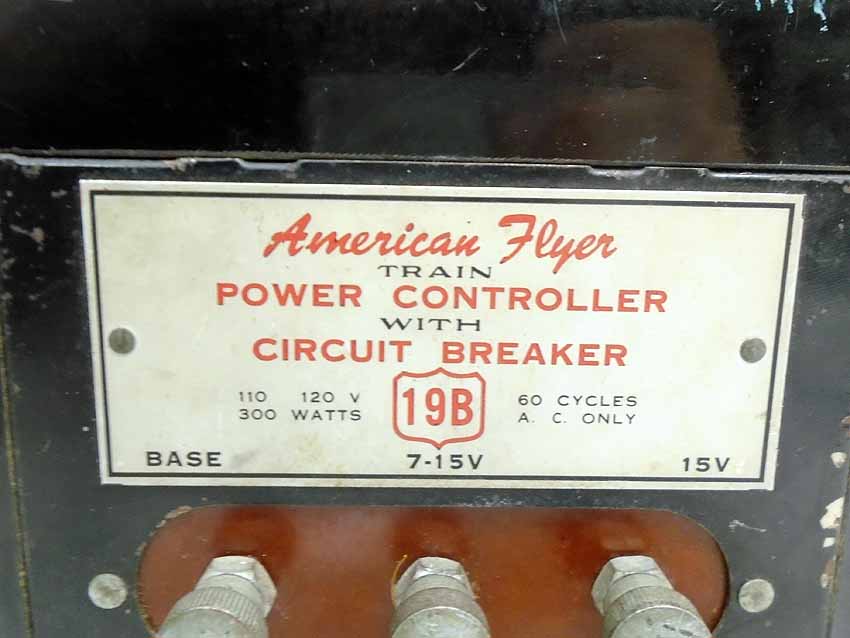 American Flyer
TRAIN
POWER CONTROLLER
WITH
CIRCUIT BREAKER
110 120 V
300 WATTS
19B
60 CYCLES
A. C. ONLY
BASE 7-15V 15V